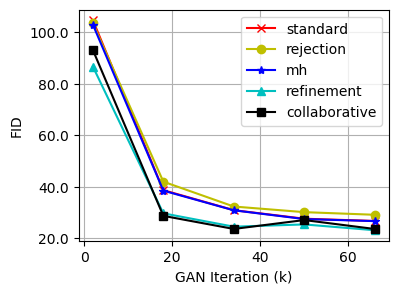 standard
rejection
mh
refinement
collaborative
FID
100.0
80.0
60.0
40.0
20.0
0 20 40 60
GAN Iteration (k)